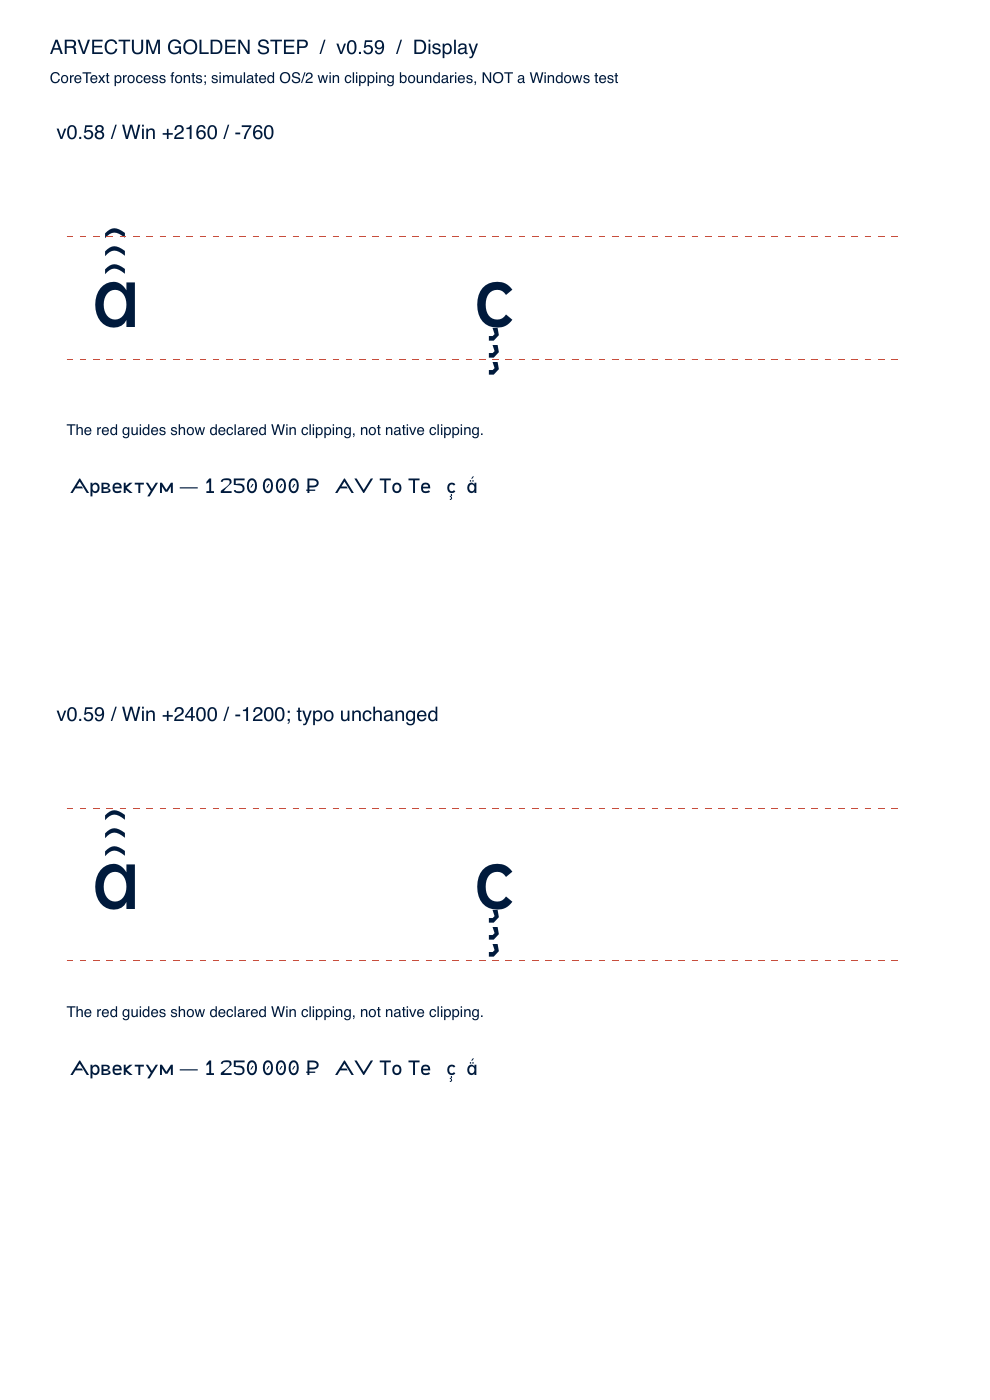 ARVECTUM GOLDEN STEP / v0.59 / Display
CoreText process fonts; simulated OS/2 win clipping boundaries, NOT a Windows test
v0.58 / Win +2160 / -760
â̂̂ ç̧̧
The red guides show declared Win clipping, not native clipping.
Арвектум — 1 250 000 ₽ AV To Te ç̧ ä́
v0.59 / Win +2400 / -1200; typo unchanged
â̂̂ ç̧̧
The red guides show declared Win clipping, not native clipping.
Арвектум — 1 250 000 ₽ AV To Te ç̧ ä́